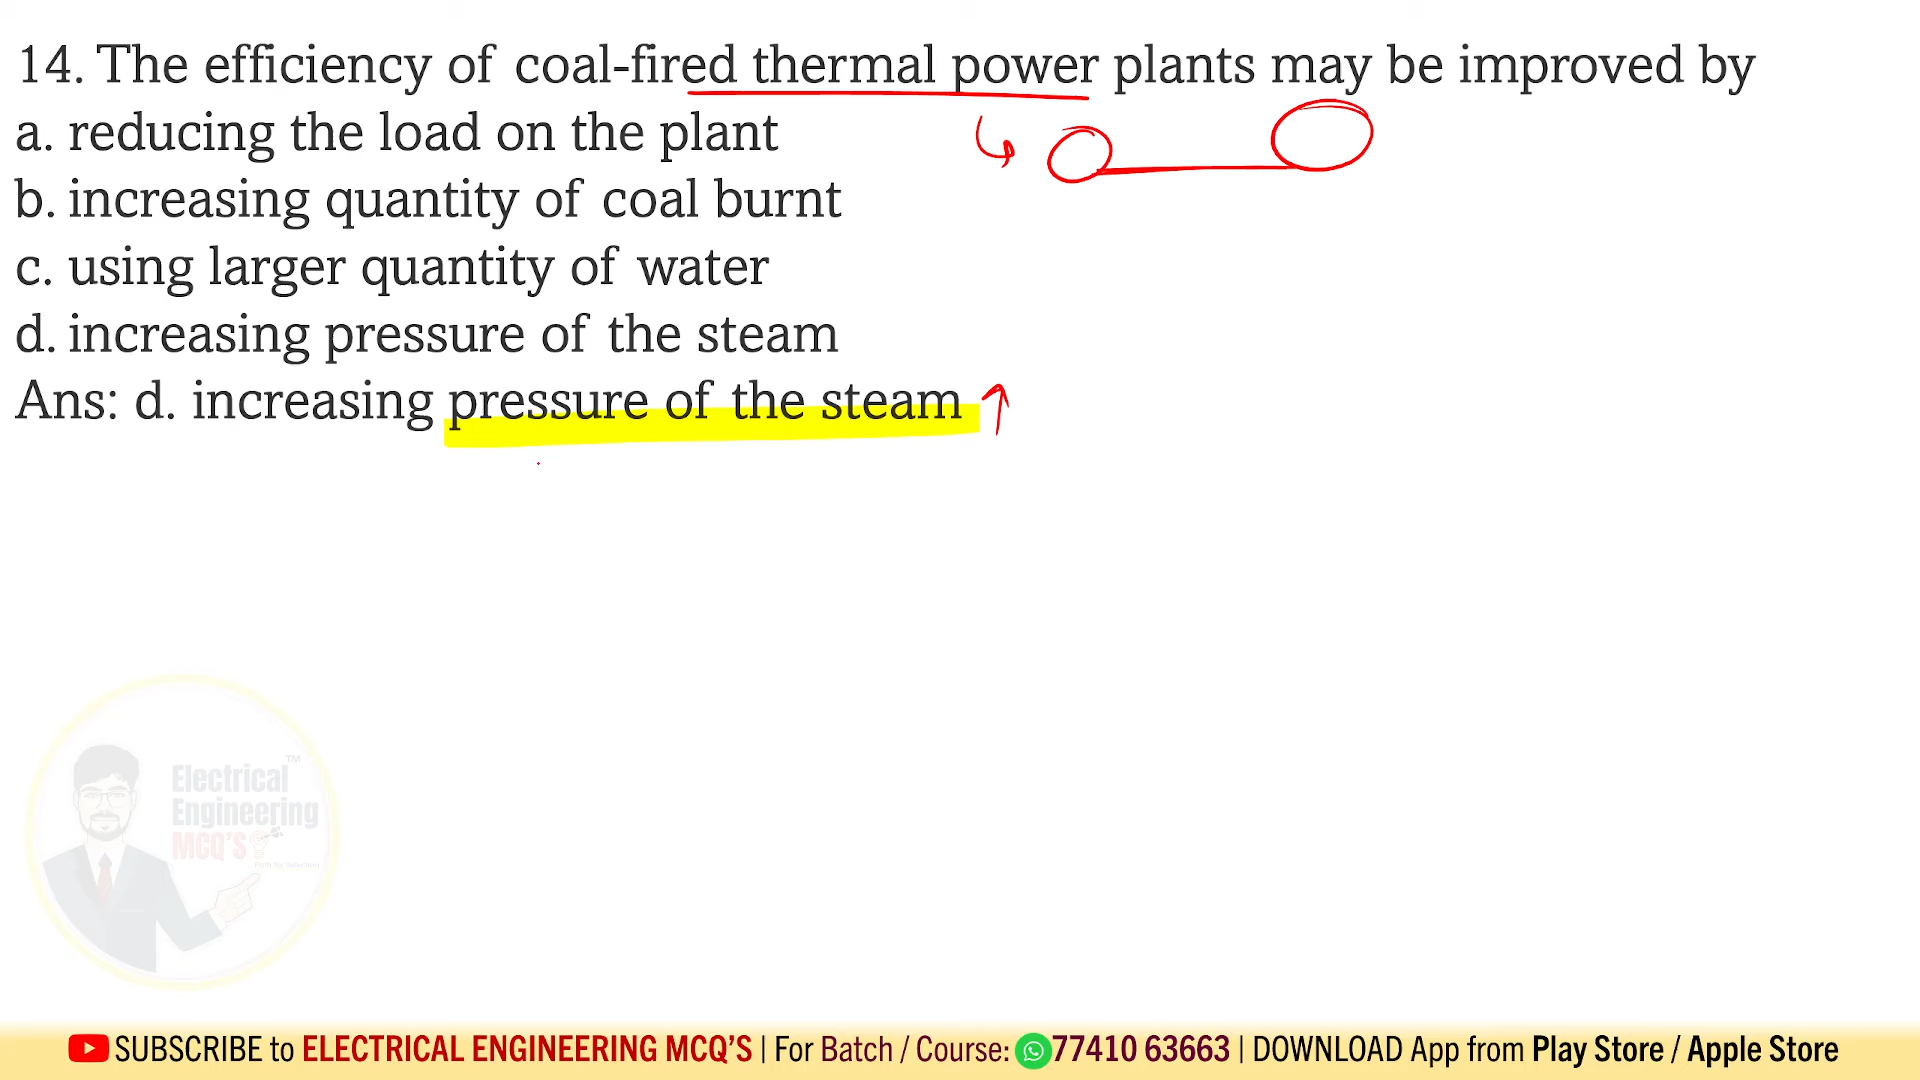 14. The efficiency of coal-fired thermal power plants may be improved by
a. reducing the load on the plant
b. increasing quantity of coal burnt
c. using larger quantity of water
d. increasing pressure of the steam
Ans: d. increasing pressure of the steam
Electrical™
Engineering
MCQ'S
SUBSCRIBE to ELECTRICAL ENGINEERING MCQ'S | For Batch / Course: 77410 63663 | DOWNLOAD App from Play Store / Apple Store